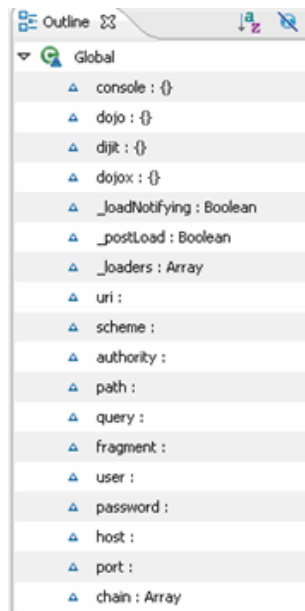 Outline
Global
console : {}
dojo : {}
dijit : {}
dojox : {}
_loadNotifying : Boolean
_postLoad : Boolean
_loaders : Array
uri :
scheme :
authority :
path :
query :
fragment :
user :
password :
host :
port :
chain : Array